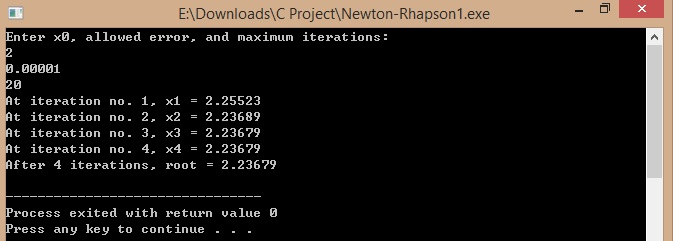 E:\Downloads\C Project\Newton-Rhapson1.exe
Enter x0, allowed error, and maximum iterations:
2
0.00001
20
At iteration no. 1, x1 = 2.25523
At iteration no. 2, x2 = 2.23689
At iteration no. 3, x3 = 2.23679
At iteration no. 4, x4 = 2.23679
After 4 iterations, root = 2.23679
--------------------------------
Process exited with return value 0
Press any key to continue . . .